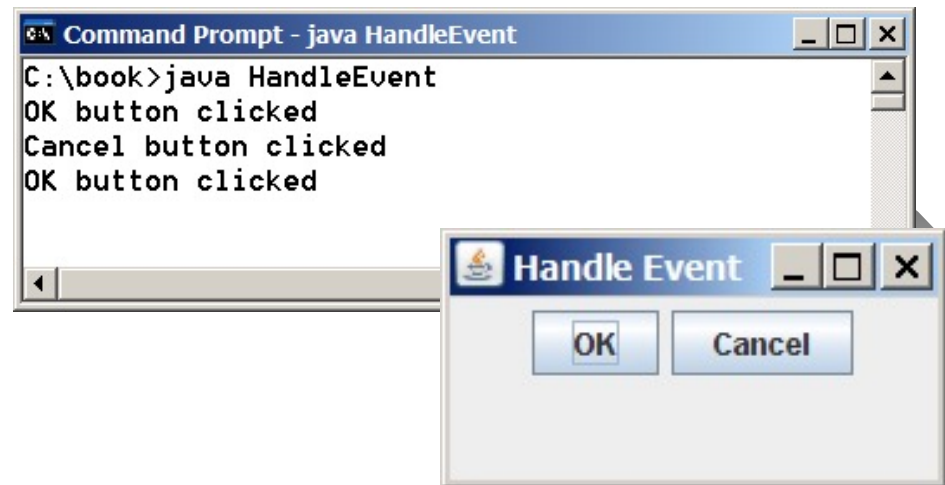 Command Prompt - java HandleEvent
C:\book>java HandleEvent
OK button clicked
Cancel button clicked
OK button clicked
Handle Event
OK Cancel